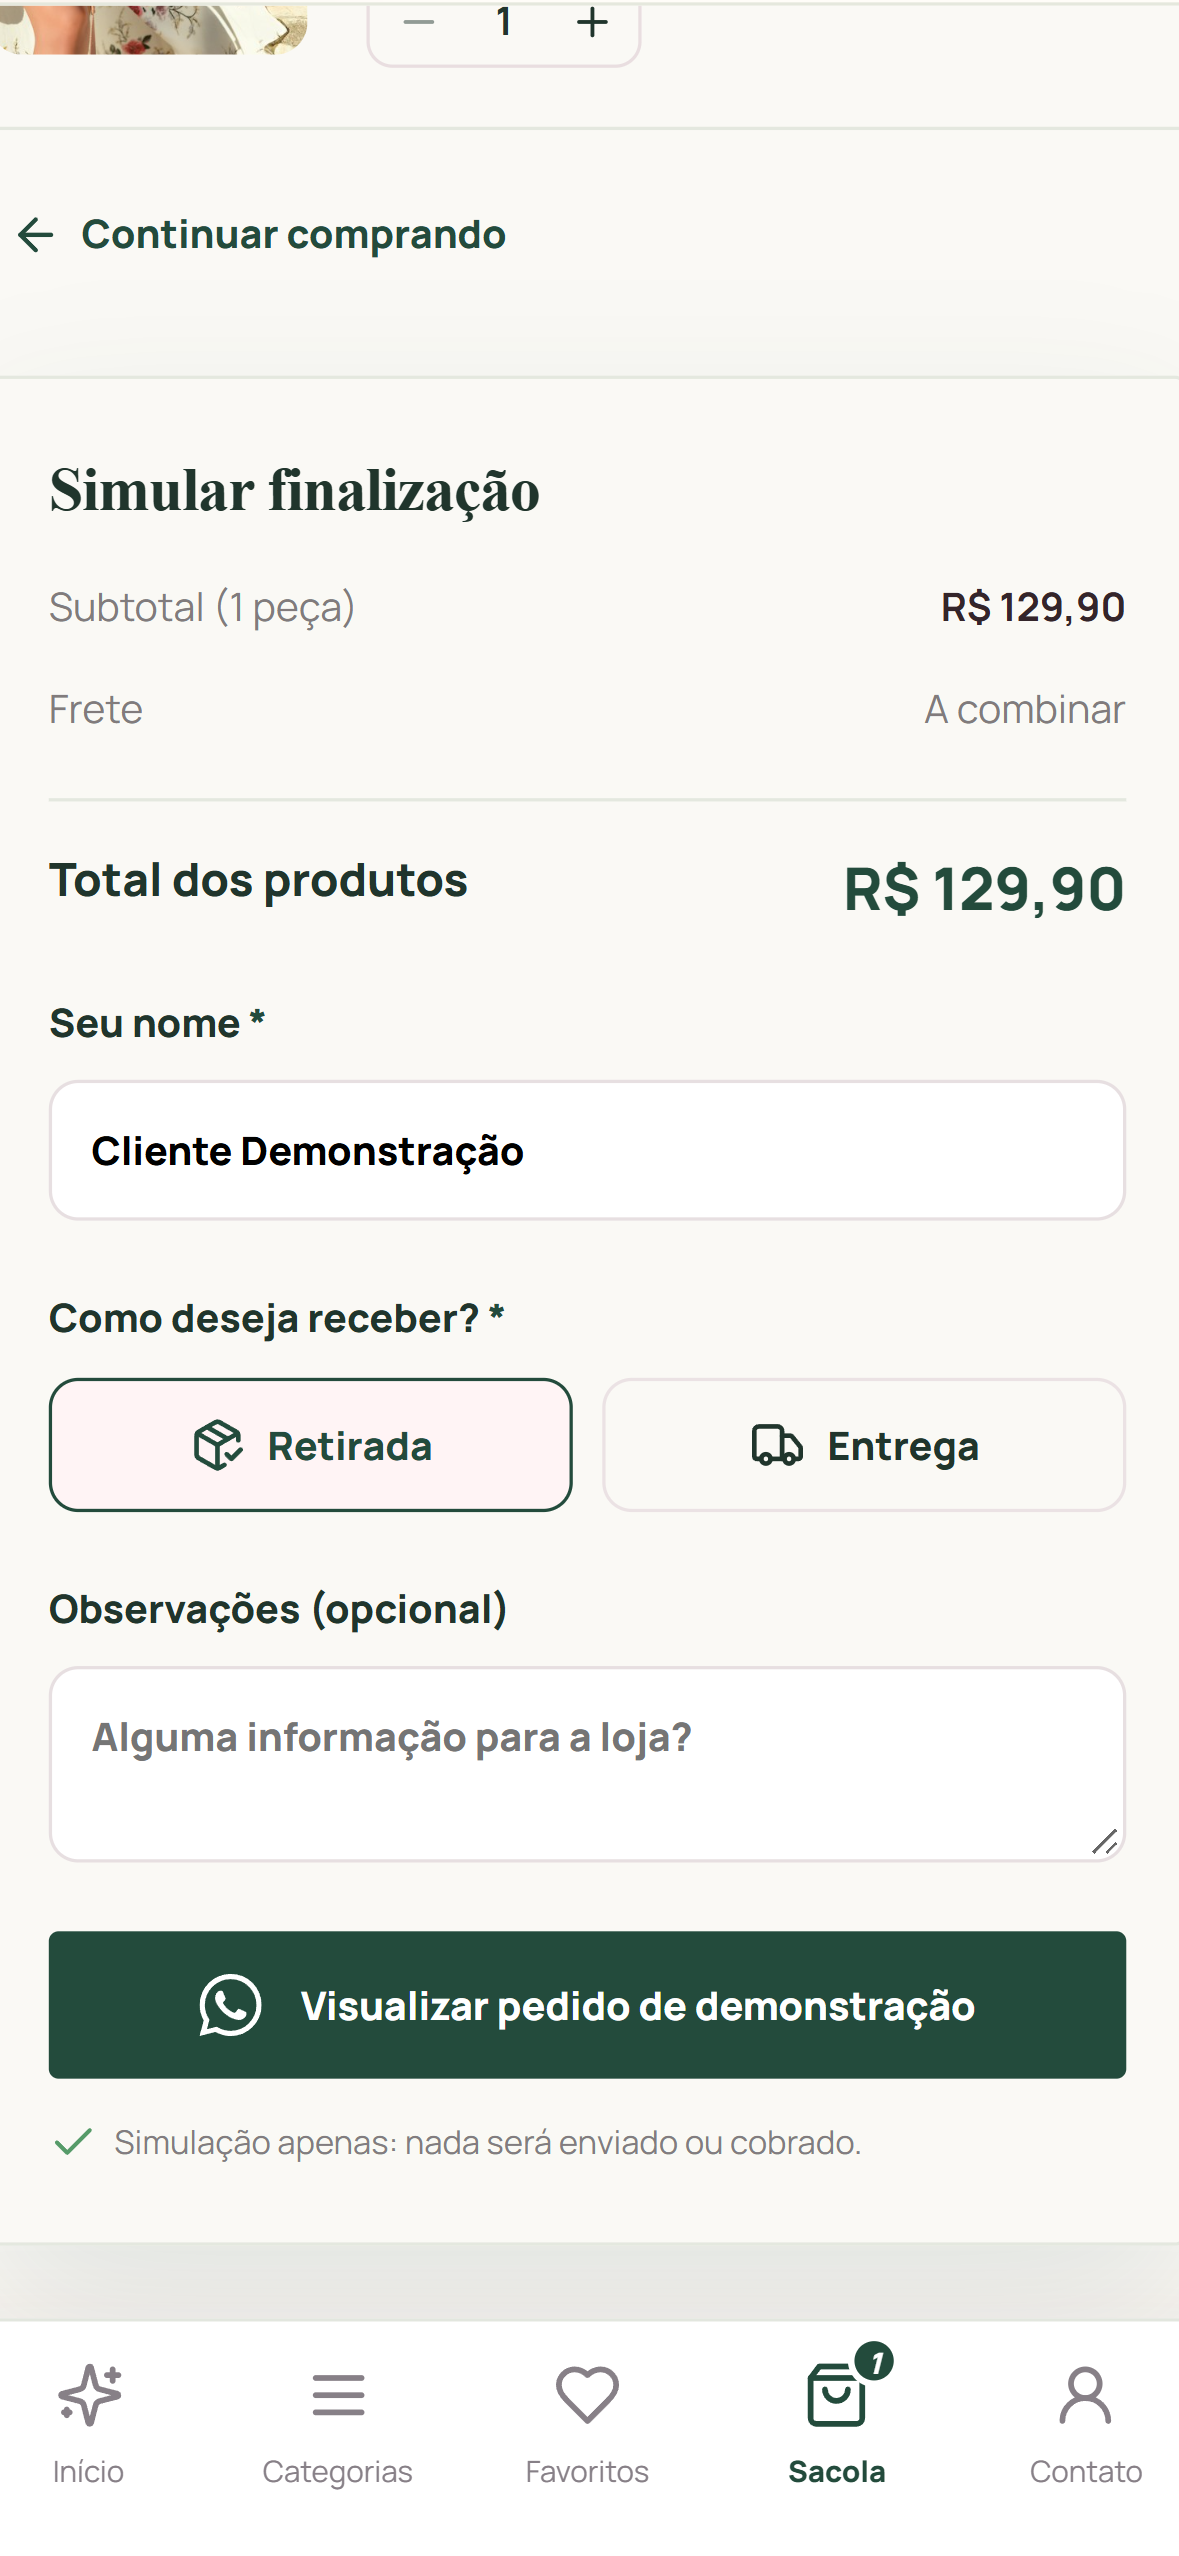 1
Continuar comprando
Simular finalização
Subtotal (1 peça) R$ 129,90
Frete A combinar
Total dos produtos R$ 129,90
Seu nome *
Cliente Demonstração
Como deseja receber? *
Retirada Entrega
Observações (opcional)
Alguma informação para a loja?
Visualizar pedido de demonstração
Simulação apenas: nada será enviado ou cobrado.
1
Início Categorias Favoritos Sacola Contato